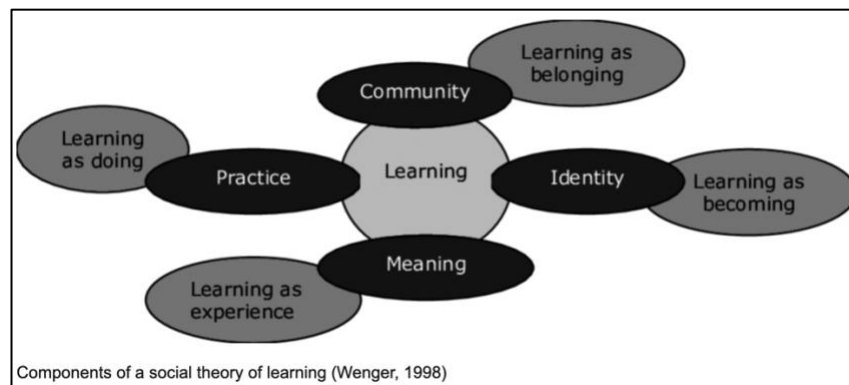 Learning as
belonging
Community
Learning
as doing
Practice
Learning
Identity
Learning as
becoming
Meaning
Learning as
experience
Components of a social theory of learning (Wenger, 1998)